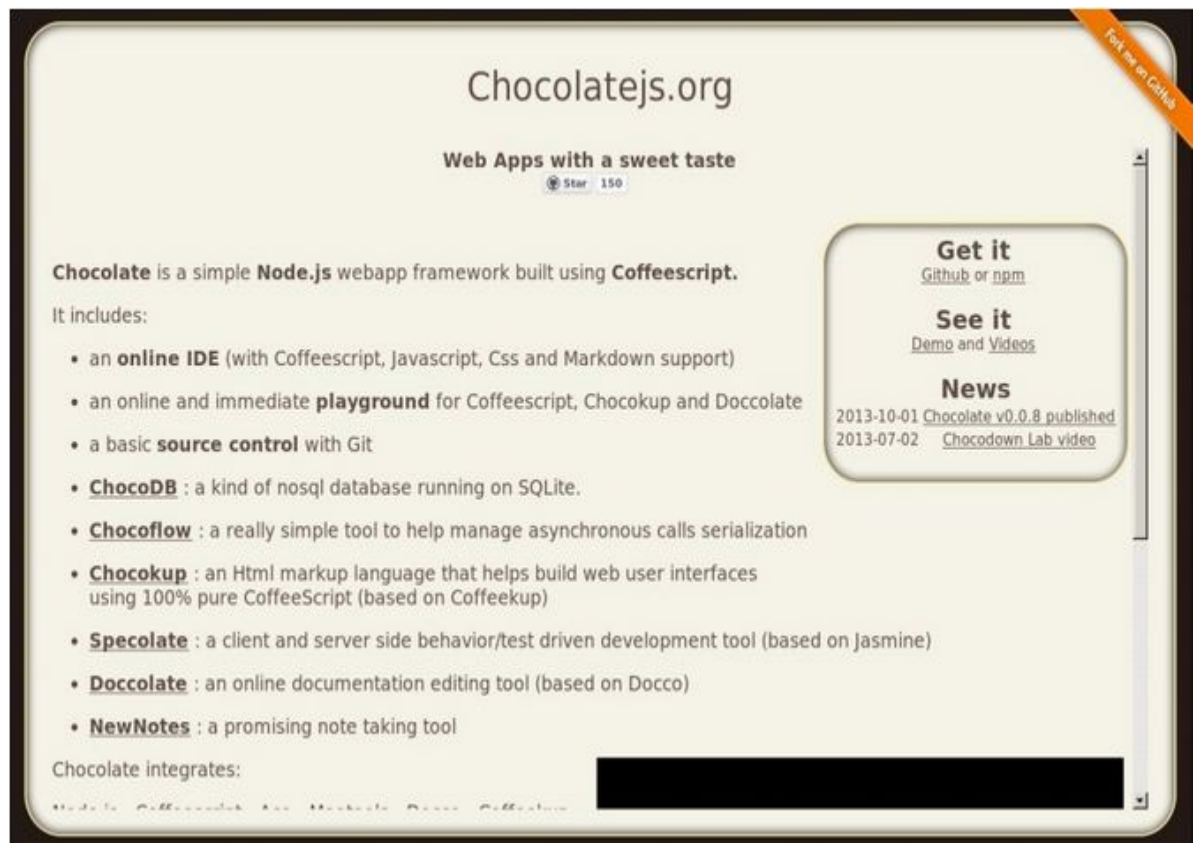 Fork me on GitHub
Chocolatejs.org
Web Apps with a sweet taste
Star 150
Get it
Github or npm
See it
Demo and Videos
News
2013-10-01 Chocolate v0.0.8 published
2013-07-02 Chocodown Lab video
Chocolate is a simple Node.js webapp framework built using Coffeescript.
It includes:
• an online IDE (with Coffeescript, Javascript, Css and Markdown support)
• an online and immediate playground for Coffeescript, Chocokup and Doccolate
• a basic source control with Git
• ChocoDB : a kind of nosql database running on SQLite.
• Chocoflow : a really simple tool to help manage asynchronous calls serialization
• Chocokup : an Html markup language that helps build web user interfaces
using 100% pure CoffeeScript (based on Coffeekup)
• Specolate : a client and server side behavior/test driven development tool (based on Jasmine)
• Doccolate : an online documentation editing tool (based on Docco)
• NewNotes : a promising note taking tool
Chocolate integrates: